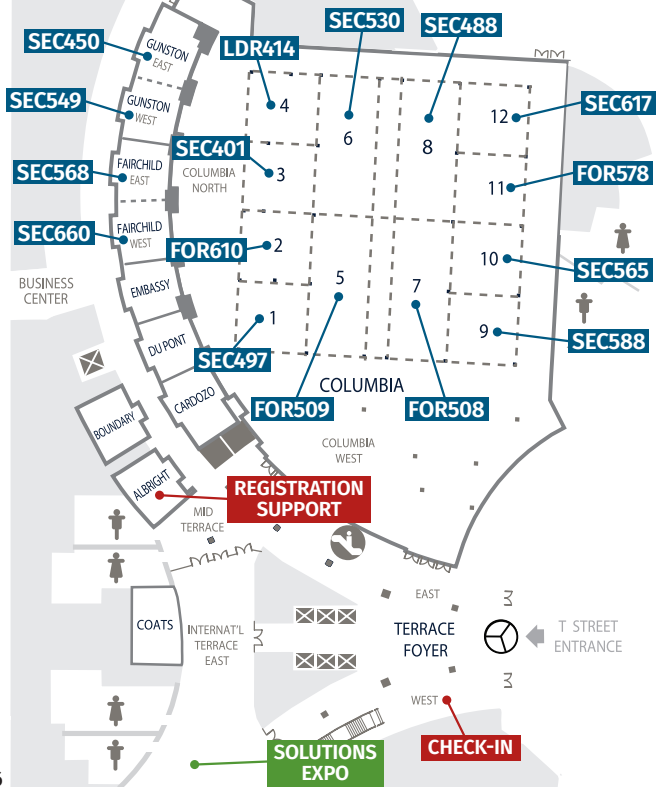 SEC530
SEC488
SEC450
GUNSTON
EAST
LDR414
SEC549
GUNSTON
WEST
4
6
8
12
SEC617
SEC568
FAIRCHILD
EAST
SEC401
COLUMBIA
NORTH
3
11
FOR578
SEC660
FAIRCHILD
WEST
FOR610
2
10
SEC565
BUSINESS
CENTER
EMBASSY
5
7
1
9
SEC588
DU PONT
SEC497
CARDOZO
COLUMBIA
FOR509
FOR508
BOUNDARY
COLUMBIA
WEST
ALBRIGHT
REGISTRATION
SUPPORT
MID
TERRACE
COATS
INTERNAT'L
TERRACE
EAST
EAST
TERRACE
FOYER
T STREET
ENTRANCE
WEST
CHECK-IN
SOLUTIONS
EXPO